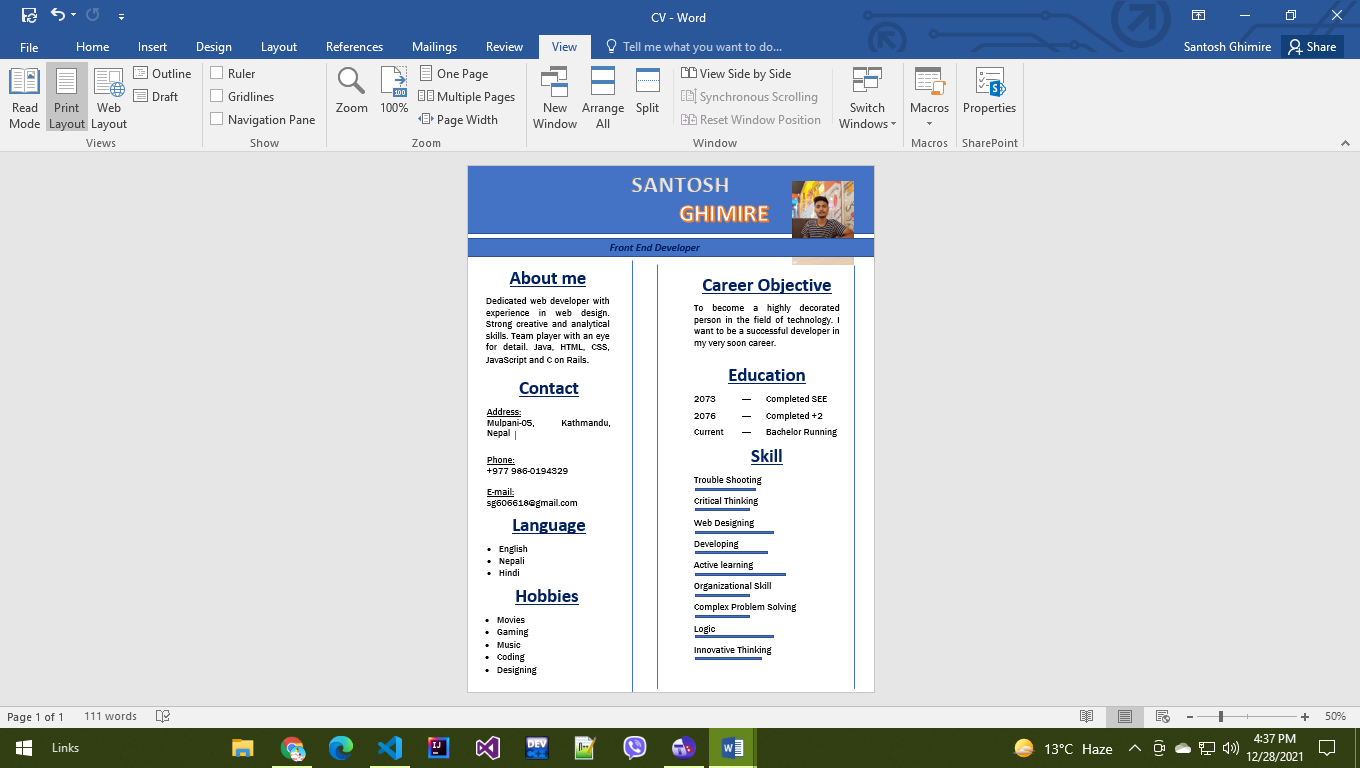 CV - Word
File Home Insert Design Layout References Mailings Review View Tell me what you want to do... Santosh Ghimire Share
Read Mode
Print Layout
Web Layout
Outline
Draft
Views
Ruler
Gridlines
Navigation Pane
Show
Zoom
100%
100
One Page
Multiple Pages
Page Width
Zoom
New Window
Arrange All
Split
View Side by Side
Synchronous Scrolling
Reset Window Position
Window
Switch Windows
Macros
Macros
Properties
SharePoint
SANTOSH
GHIMIRE
Front End Developer
About me
Dedicated web developer with
experience in web design.
Strong creative and analytical
skills. Team player with an eye
for detail. Java, HTML, CSS,
JavaScript and C on Rails.
Contact
Address:
Mulpani-05, Kathmandu,
Nepal
Phone:
+977 986-0194329
E-mail:
sg606618@gmail.com
Language
• English
• Nepali
• Hindi
Hobbies
• Movies
• Gaming
• Music
• Coding
• Designing
Career Objective
To become a highly decorated
person in the field of technology. I
want to be a successful developer in
my very soon career.
Education
2073 — Completed SEE
2076 — Completed +2
Current — Bachelor Running
Skill
Trouble Shooting
Critical Thinking
Web Designing
Developing
Active learning
Organizational Skill
Complex Problem Solving
Logic
Innovative Thinking
Page 1 of 1 111 words 50%
Links
DEV
13°C Haze
4:37 PM
12/28/2021